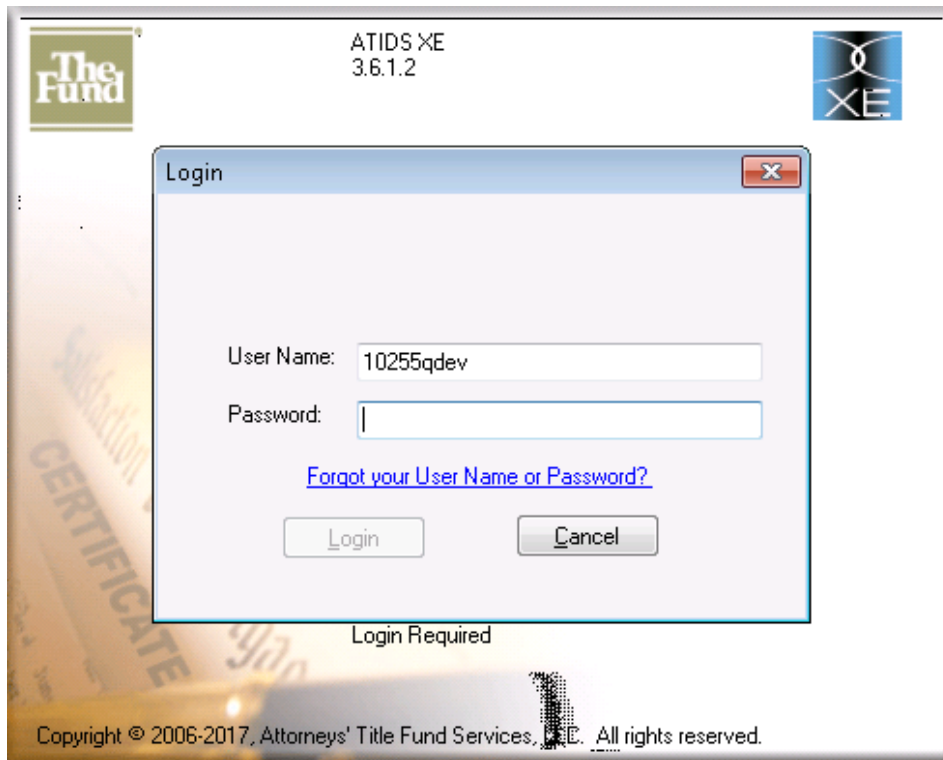 The
Fund
ATIDS XE
3.6.1.2
XE
Login
User Name: 10255qdev
Password:
Forgot your User Name or Password?
Login Cancel
Satisfaction
CERTIFICATE
Login Required
Copyright © 2006-2017, Attorneys' Title Fund Services, All rights reserved.